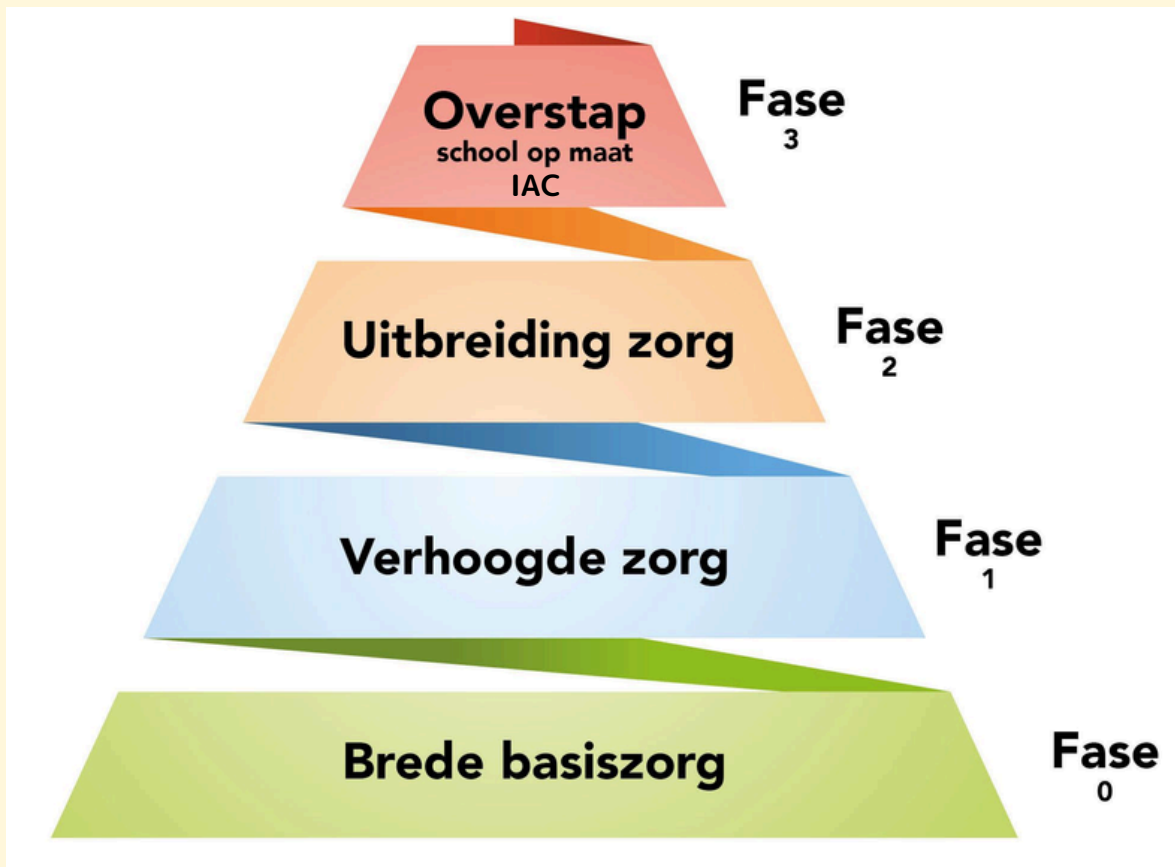 Overstap
school op maat
IAC
Fase
3
Uitbreiding zorg
Fase
2
Verhoogde zorg
Fase
1
Brede basiszorg
Fase
0